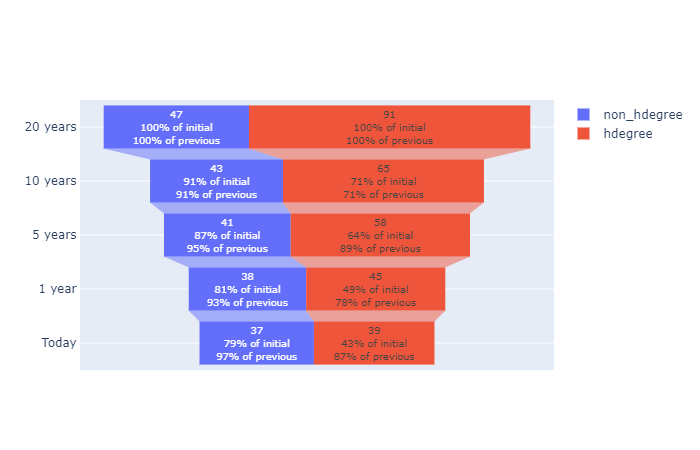 20 years
47
100% of initial
100% of previous
91
100% of initial
100% of previous
non_hdegree
hdegree
10 years
43
91% of initial
91% of previous
65
71% of initial
71% of previous
5 years
41
87% of initial
95% of previous
58
64% of initial
89% of previous
1 year
38
81% of initial
93% of previous
45
49% of initial
78% of previous
Today
37
79% of initial
97% of previous
39
43% of initial
87% of previous